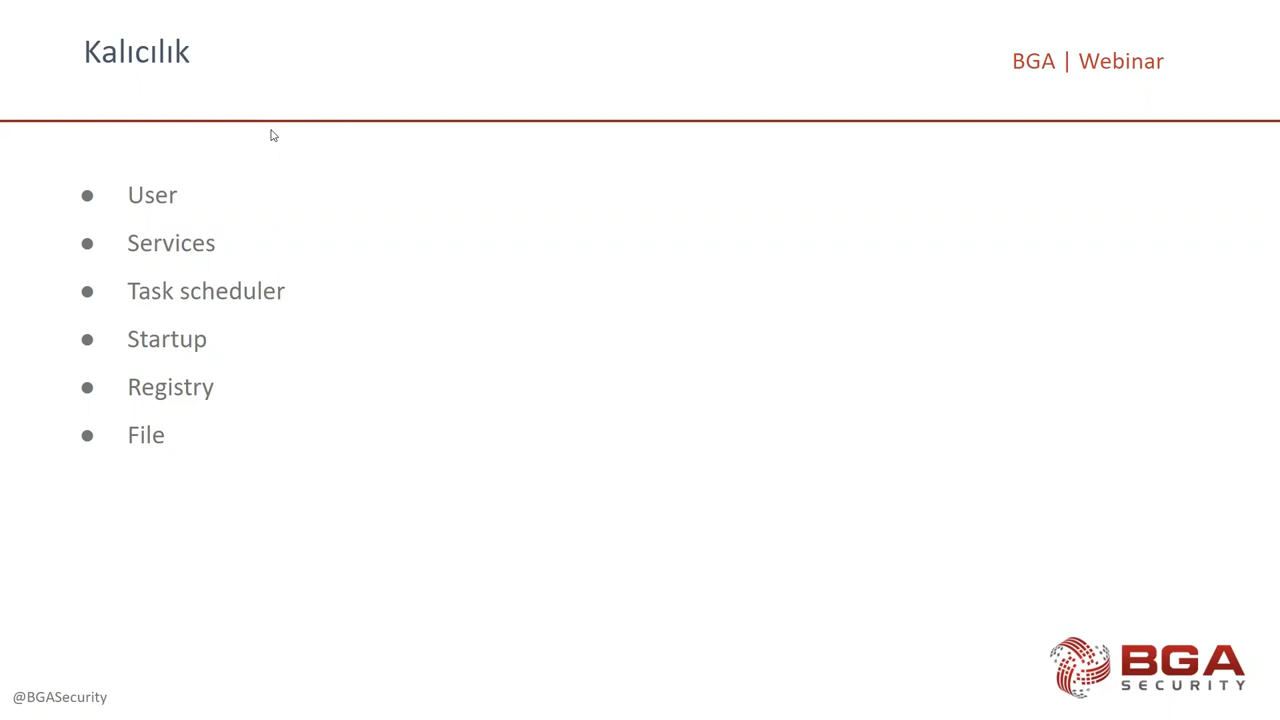 Kalıcılık
BGA | Webinar
● User
● Services
● Task scheduler
● Startup
● Registry
● File
@BGASecurity
BGA
SECURITY